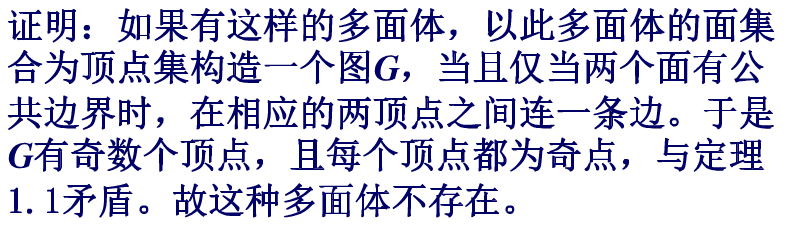 证明：如果有这样的多面体，以此多面体的面集
合为顶点集构造一个图G，当且仅当两个面有公
共边界时，在相应的两顶点之间连一条边。于是
G有奇数个顶点，且每个顶点都为奇点，与定理
1.1矛盾。故这种多面体不存在。